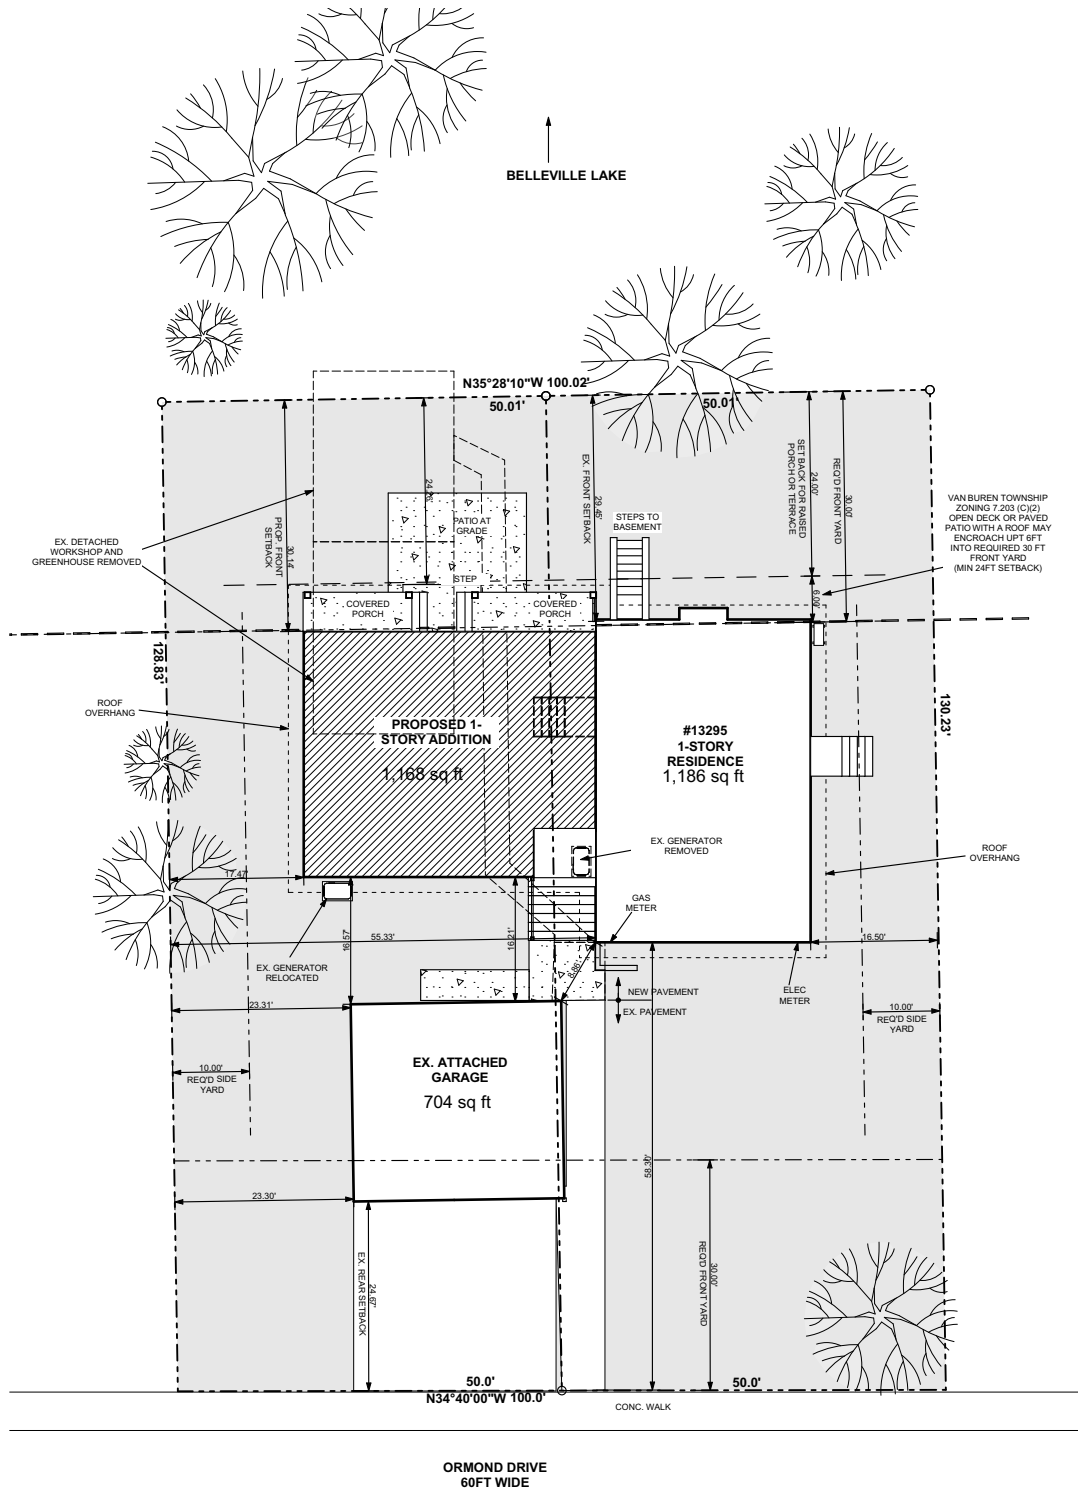 BELLEVILLE LAKE
N35°28'10"W 100.02'
50.01'
50.01'
EX. DETACHED
WORKSHOP AND
GREENHOUSE REMOVED
PROP. FRONT
SETBACK
30.14'
PATIO AT
GRADE
STEP
COVERED
PORCH
COVERED
PORCH
EX. FRONT SETBACK
29.45'
STEPS TO
BASEMENT
SET BACK FOR RAISED
PORCH OR TERRACE
24.00'
REQ'D FRONT YARD
30.00'
6.00'
VAN BUREN TOWNSHIP
ZONING 7.203 (C)(2)
OPEN DECK OR PAVED
PATIO WITH A ROOF MAY
ENCROACH UPT 6FT
INTO REQUIRED 30 FT
FRONT YARD
(MIN 24FT SETBACK)
128.83'
130.23'
ROOF
OVERHANG
PROPOSED 1-
STORY ADDITION
1,168 sq ft
#13295
1-STORY
RESIDENCE
1,186 sq ft
EX. GENERATOR
REMOVED
ROOF
OVERHANG
17.47'
GAS
METER
55.33'
16.57'
16.21'
16.50'
EX. GENERATOR
RELOCATED
8.86'
NEW PAVEMENT
EX. PAVEMENT
ELEC
METER
23.31'
10.00'
REQ'D SIDE
YARD
10.00'
REQ'D SIDE
YARD
EX. ATTACHED
GARAGE
704 sq ft
58.30'
23.30'
EX. REAR SETBACK
24.67'
REQ'D FRONT YARD
30.00'
50.0'
50.0'
N34°40'00"W 100.0'
CONC. WALK
ORMOND DRIVE
60FT WIDE